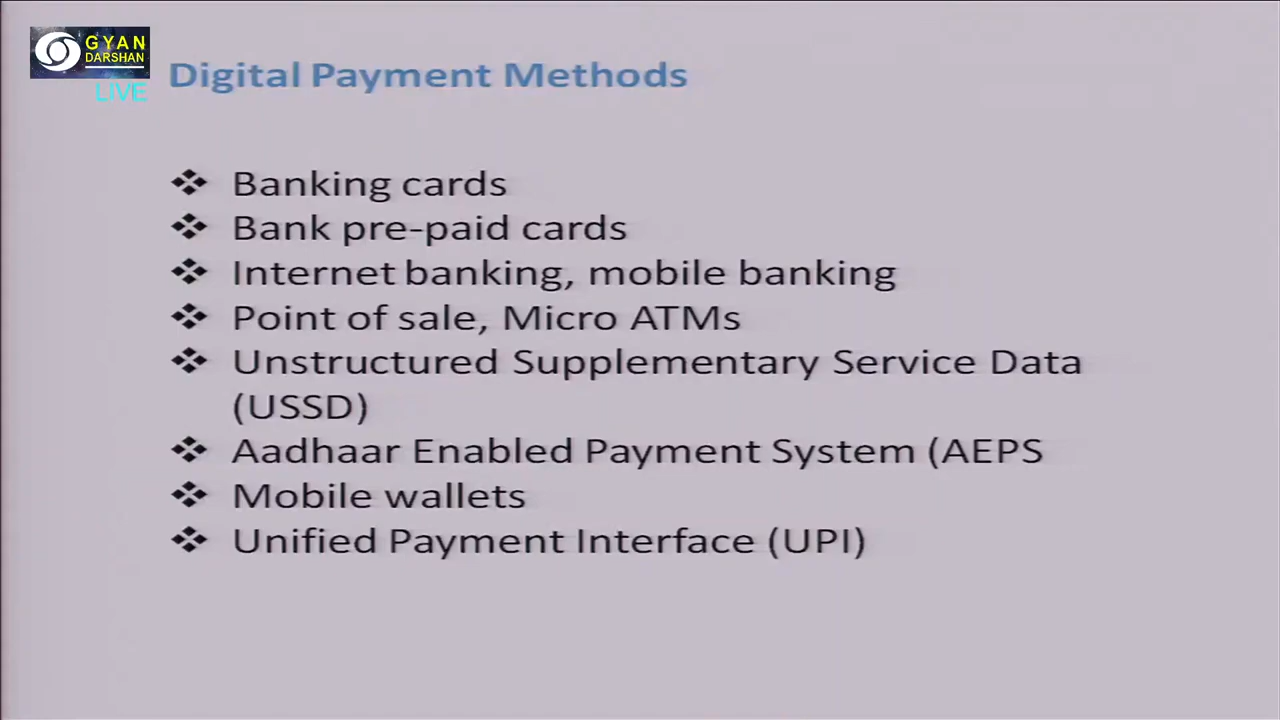 GYAN
DARSHAN
LIVE
Digital Payment Methods
❖ Banking cards
❖ Bank pre-paid cards
❖ Internet banking, mobile banking
❖ Point of sale, Micro ATMs
❖ Unstructured Supplementary Service Data
(USSD)
❖ Aadhaar Enabled Payment System (AEPS
❖ Mobile wallets
❖ Unified Payment Interface (UPI)